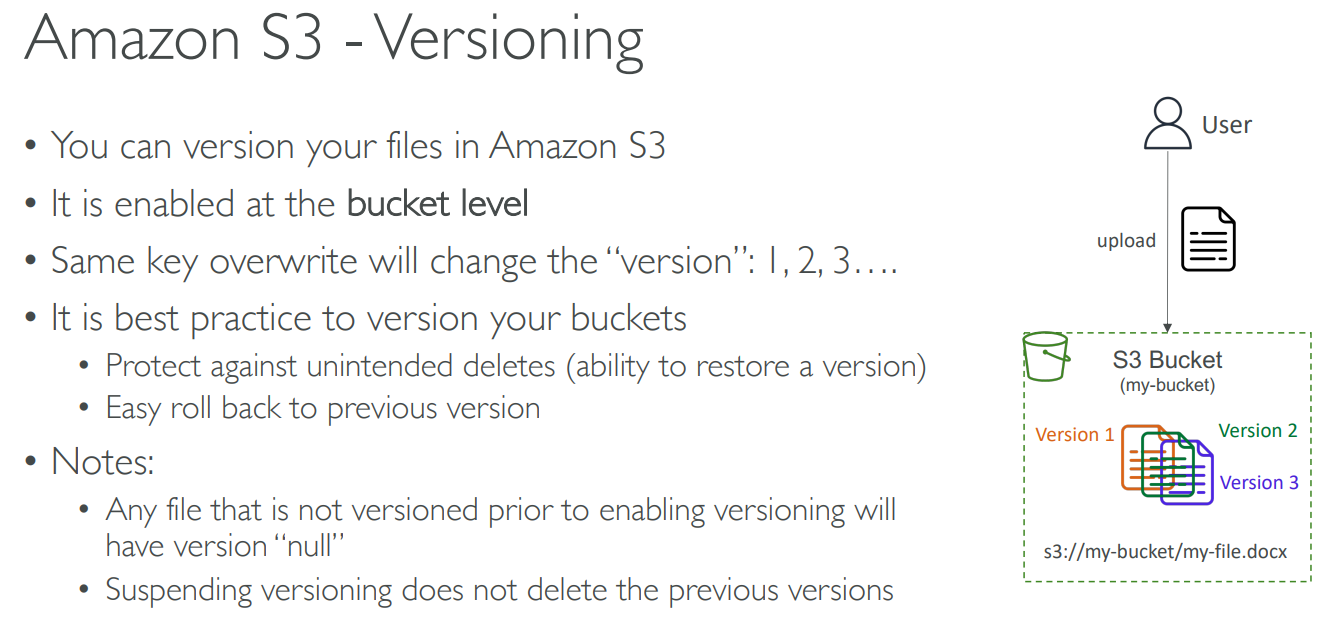 Amazon S3 - Versioning
• You can version your files in Amazon S3
• It is enabled at the bucket level
• Same key overwrite will change the “version”: 1, 2, 3….
• It is best practice to version your buckets
• Protect against unintended deletes (ability to restore a version)
• Easy roll back to previous version
• Notes:
• Any file that is not versioned prior to enabling versioning will
have version “null”
• Suspending versioning does not delete the previous versions
User
upload
S3 Bucket
(my-bucket)
Version 1
Version 2
Version 3
s3://my-bucket/my-file.docx